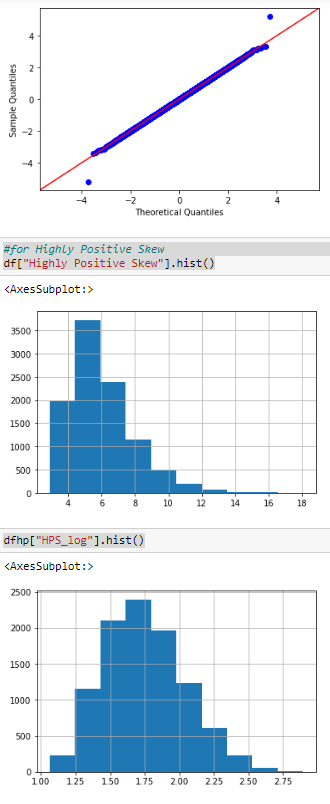 4
2
0
−2
−4
Sample Quantiles
−4 −2 0 2 4
Theoretical Quantiles
#for Highly Positive Skew
df["Highly Positive Skew"].hist()
<AxesSubplot:>
3500
3000
2500
2000
1500
1000
500
0
4 6 8 10 12 14 16 18
dfhp["HPS_log"].hist()
<AxesSubplot:>
2500
2000
1500
1000
500
0
1.00 1.25 1.50 1.75 2.00 2.25 2.50 2.75